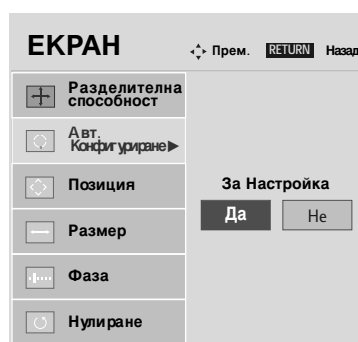 ЕКРАН
Прем. RETURN Назад
Разделителна
способност
Авт.
Конфигуриране►
Позиция
Размер
Фаза
Нулиране
За Настройка
Да Не